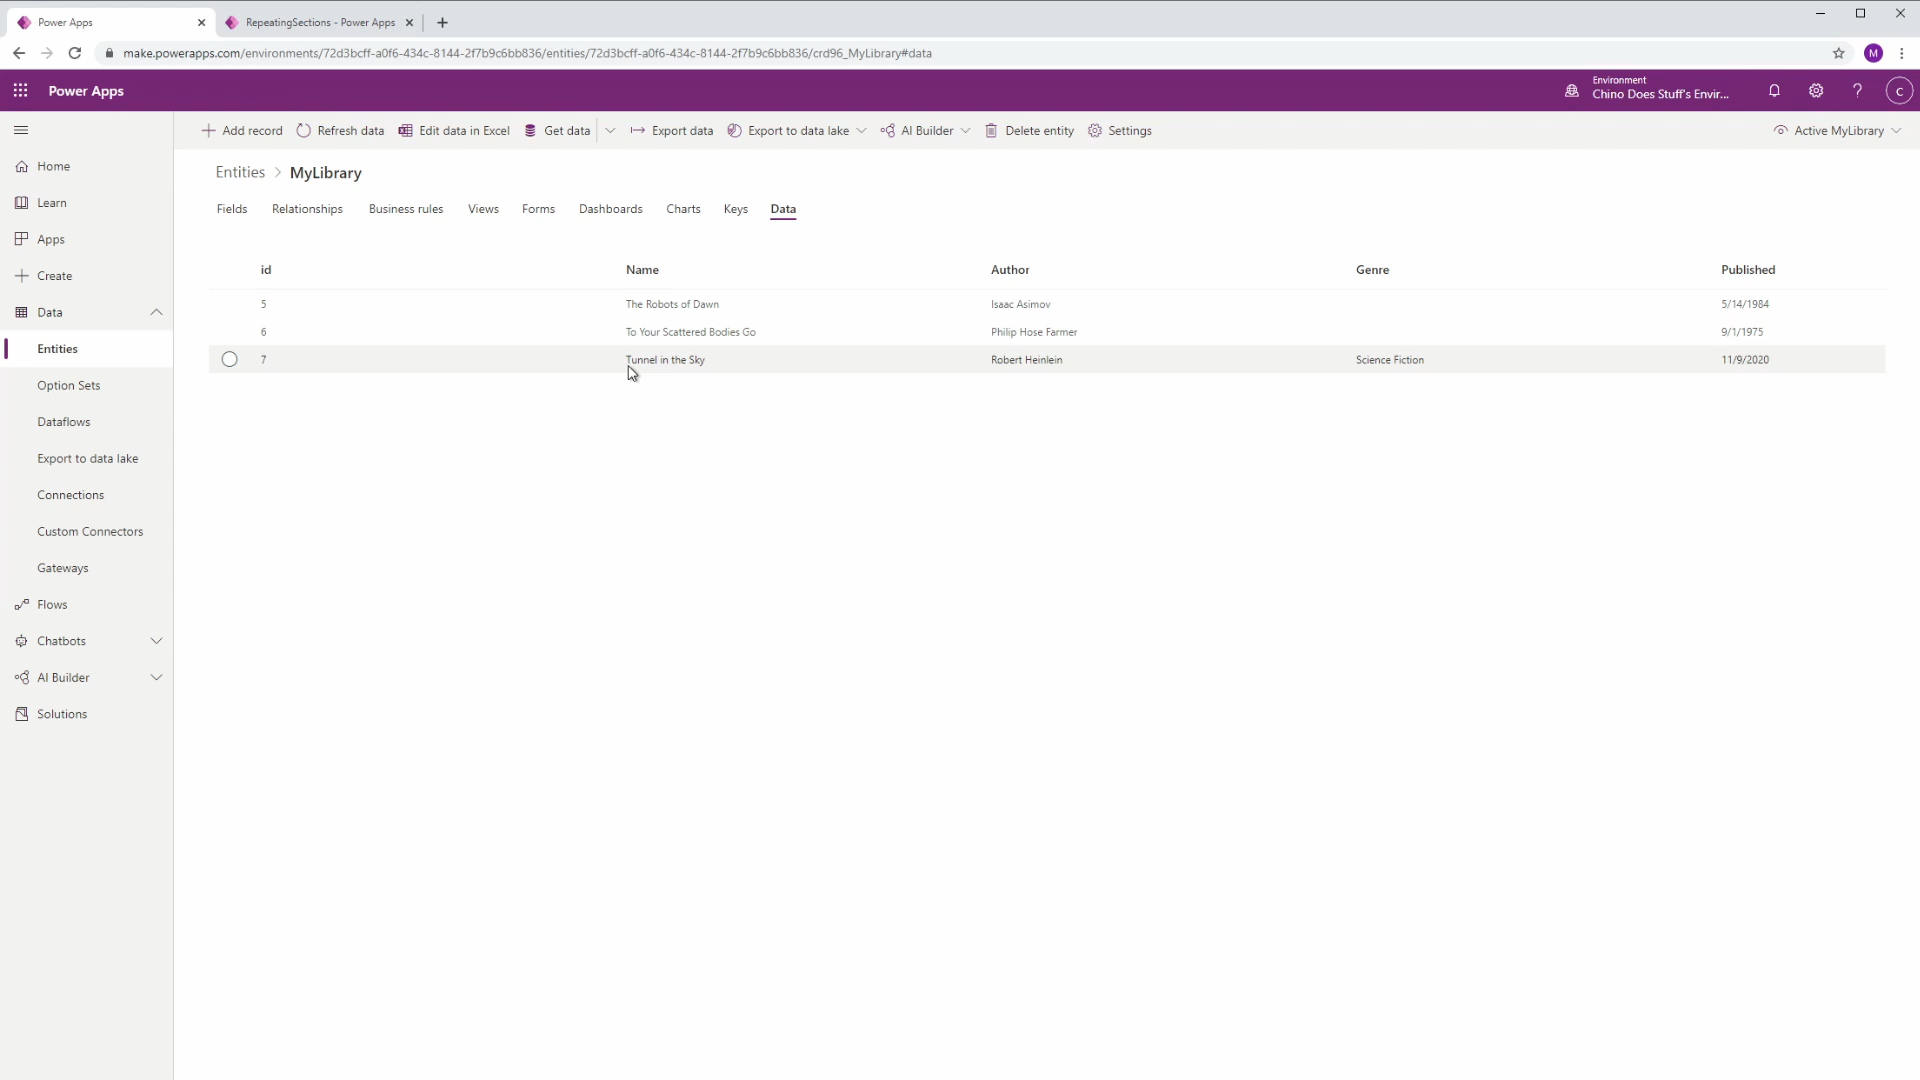 Power Apps
RepeatingSections - Power Apps
make.powerapps.com/environments/72d3bcff-a0f6-434c-8144-2f7b9c6bb836/entities/72d3bcff-a0f6-434c-8144-2f7b9c6bb836/crd96_MyLibrary#data
M
Power Apps
Environment
Chino Does Stuff's Envir...
?
C
Add record Refresh data Edit data in Excel Get data Export data Export to data lake AI Builder Delete entity Settings Active MyLibrary
Home
Learn
Apps
Create
Data
Entities
Option Sets
Dataflows
Export to data lake
Connections
Custom Connectors
Gateways
Flows
Chatbots
AI Builder
Solutions
Entities > MyLibrary
Fields Relationships Business rules Views Forms Dashboards Charts Keys Data
id Name Author Genre Published
5 The Robots of Dawn Isaac Asimov 5/14/1984
6 To Your Scattered Bodies Go Philip Hose Farmer 9/1/1975
7 Tunnel in the Sky Robert Heinlein Science Fiction 11/9/2020